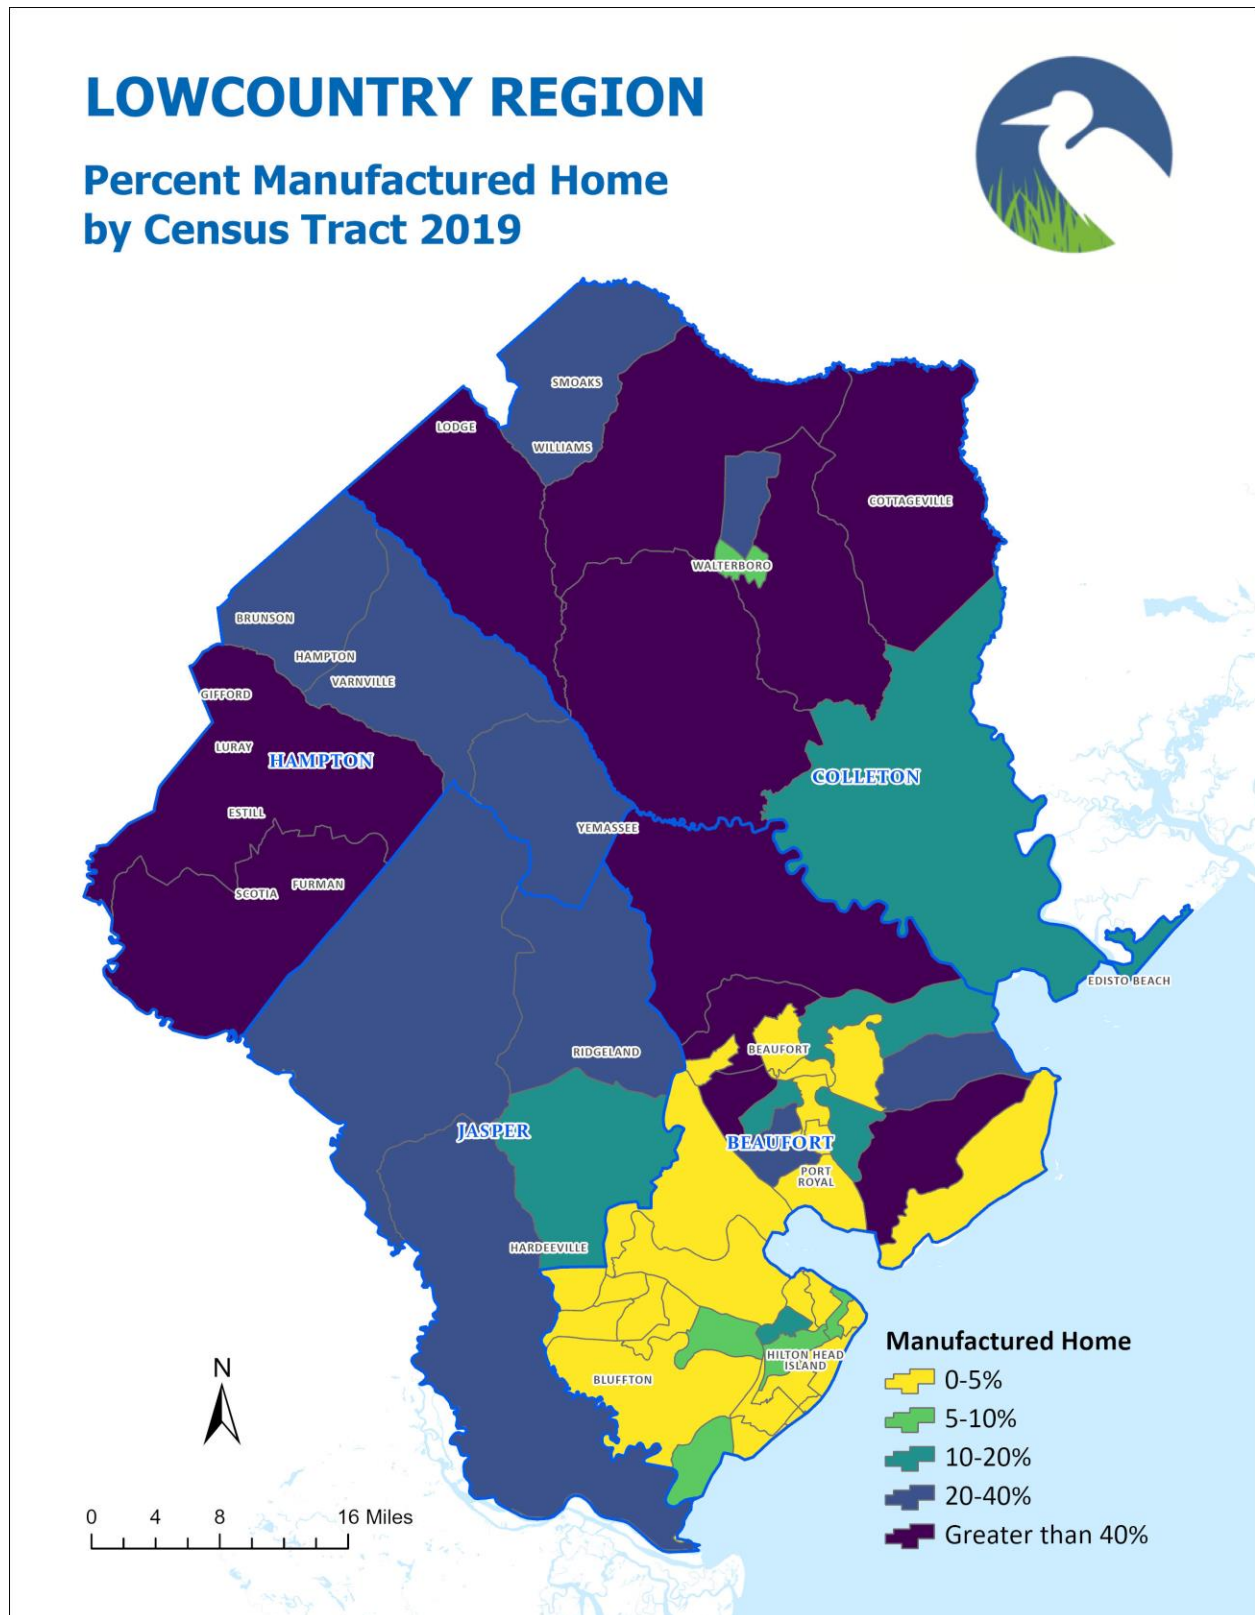 LOWCOUNTRY REGION
Percent Manufactured Home
by Census Tract 2019
SMOAKS
LODGE
WILLIAMS
COTTAGEVILLE
WALTERBORO
BRUNSON
HAMPTON
VARNVILLE
GIFFORD
LURAY
HAMPTON
COLLETON
ESTILL
YEMASSEE
SCOTIA
FURMAN
EDISTO BEACH
RIDGELAND
BEAUFORT
JASPER
BEAUFORT
PORT
ROYAL
HARDEEVILLE
HILTON HEAD
ISLAND
BLUFFTON
Manufactured Home
0-5%
5-10%
10-20%
20-40%
Greater than 40%
N
0 4 8 16 Miles